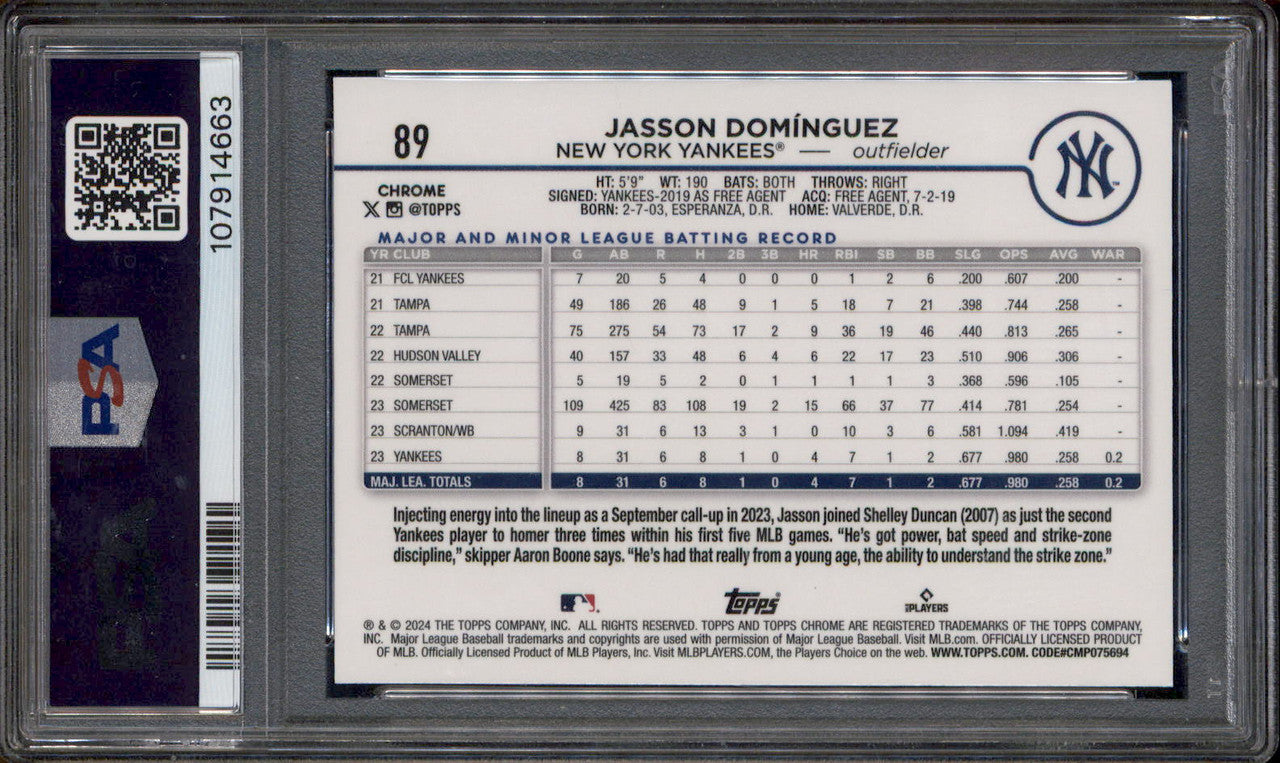 107914663
PSA
89
JASSON DOMÍNGUEZ
NEW YORK YANKEES® — outfielder
NY
CHROME
@TOPPS
HT: 5'9" WT: 190 BATS: BOTH THROWS: RIGHT
SIGNED: YANKEES-2019 AS FREE AGENT ACQ: FREE AGENT, 7-2-19
BORN: 2-7-03, ESPERANZA, D.R. HOME: VALVERDE, D.R.
MAJOR AND MINOR LEAGUE BATTING RECORD
YR CLUB G AB R H 2B 3B HR RBI SB BB SLG OPS AVG WAR
21 FCL YANKEES 7 20 5 4 0 0 0 1 2 6 .200 .607 .200 -
21 TAMPA 49 186 26 48 9 1 5 18 7 21 .398 .744 .258 -
22 TAMPA 75 275 54 73 17 2 9 36 19 46 .440 .813 .265 -
22 HUDSON VALLEY 40 157 33 48 6 4 6 22 17 23 .510 .906 .306 -
22 SOMERSET 5 19 5 2 0 1 1 1 1 3 .368 .596 .105 -
23 SOMERSET 109 425 83 108 19 2 15 66 37 77 .414 .781 .254 -
23 SCRANTON/WB 9 31 6 13 3 1 0 10 3 6 .581 1.094 .419 -
23 YANKEES 8 31 6 8 1 0 4 7 1 2 .677 .980 .258 0.2
MAJ. LEA. TOTALS 8 31 6 8 1 0 4 7 1 2 .677 .980 .258 0.2
Injecting energy into the lineup as a September call-up in 2023, Jasson joined Shelley Duncan (2007) as just the second
Yankees player to homer three times within his first five MLB games. “He's got power, bat speed and strike-zone
discipline,” skipper Aaron Boone says. “He's had that really from a young age, the ability to understand the strike zone.”
Topps
PLAYERS
® & © 2024 THE TOPPS COMPANY, INC. ALL RIGHTS RESERVED. TOPPS AND TOPPS CHROME ARE REGISTERED TRADEMARKS OF THE TOPPS COMPANY,
INC. Major League Baseball trademarks and copyrights are used with permission of Major League Baseball. Visit MLB.com. OFFICIALLY LICENSED PRODUCT
OF MLB. Officially Licensed Product of MLB Players, Inc. Visit MLBPLAYERS.COM, the Players Choice on the web. WWW.TOPPS.COM. CODE#CMP075694